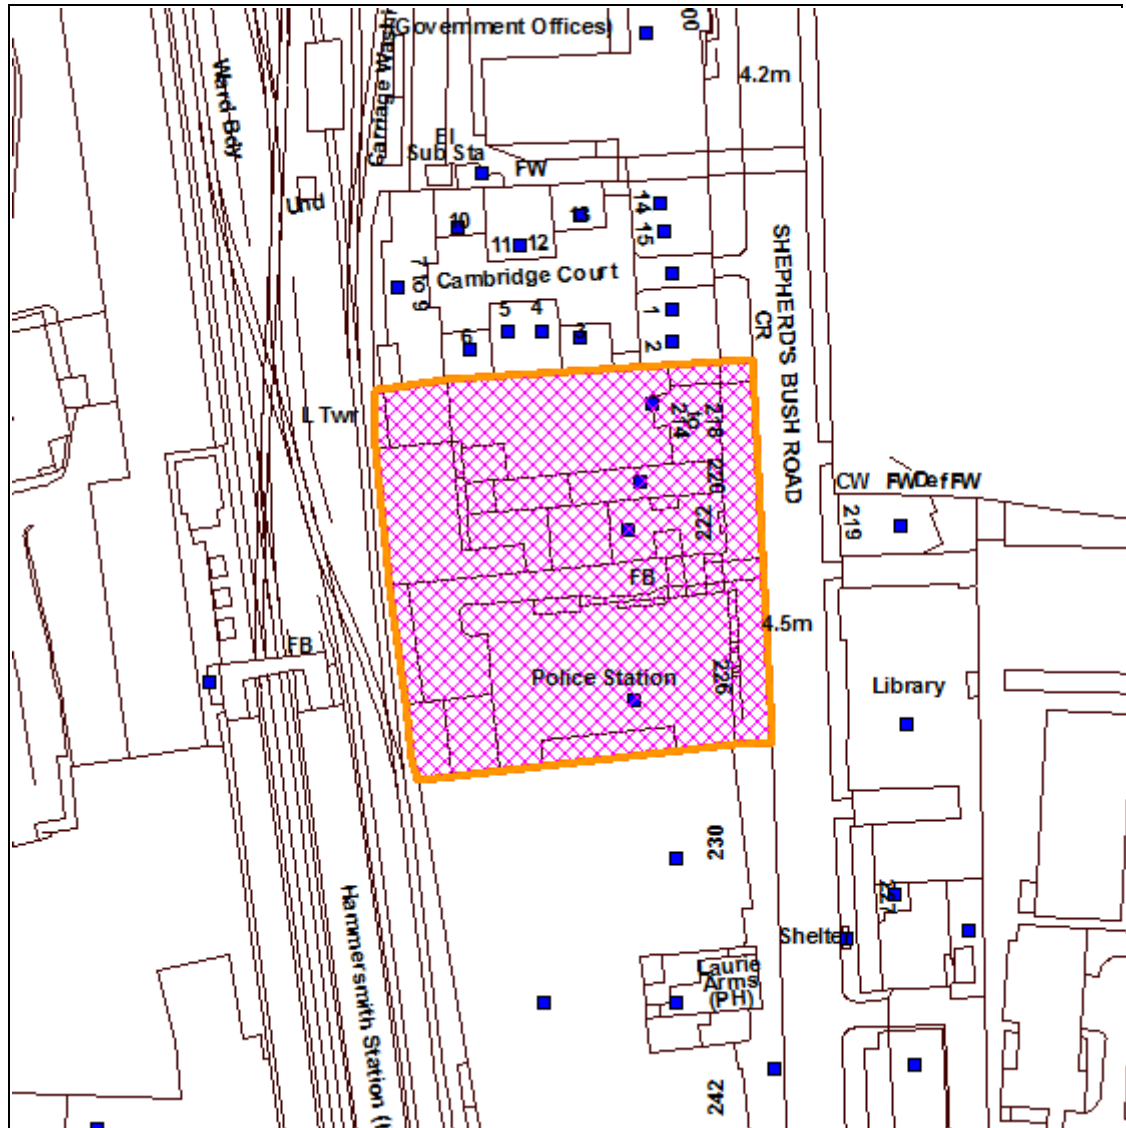 (Government Offices)
00
4.2m
Carriage Wash
Ward Bdy
El
Sub Sta
FW
Und
10
13
14
11
12
15
7 to 9
Cambridge Court
5
4
3
6
1
2
CR
SHEPHERD'S BUSH ROAD
L Twr
214
to
218
220
222
CW
FW
Def
FW
219
FB
4.5m
FB
Police Station
226
Library
230
227
Shelter
Laurie
Arms
(PH)
Hammersmith Station (
242